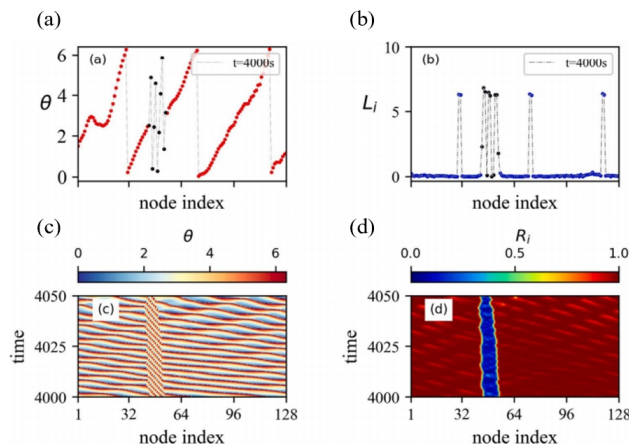 (a)
(b)
6
4
2
0
θ
(a)
t=4000s
node index
10
5
0
L_i
(b)
t=4000s
node index
(c)
(d)
θ
0 2 4 6
R_i
0.0 0.5 1.0
4050
4025
4000
time
(c)
1 32 64 96 128
node index
4050
4025
4000
time
(d)
1 32 64 96 128
node index